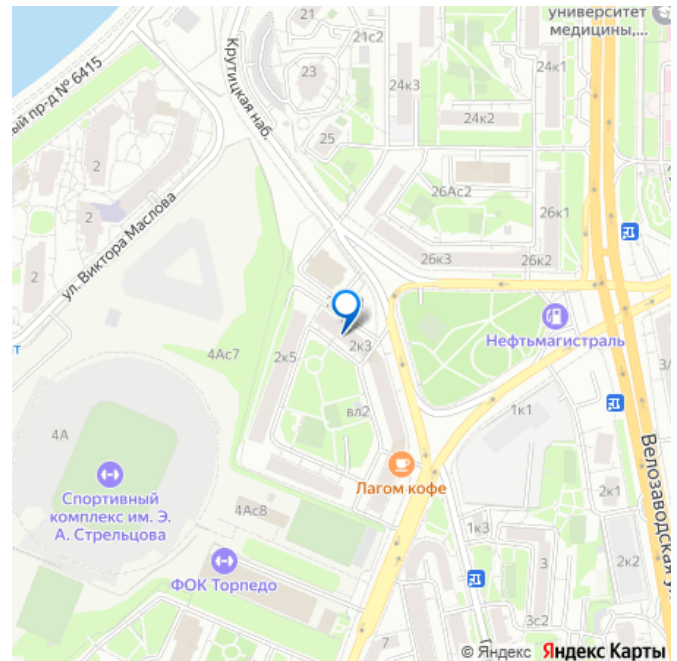 университет
медицины,...
21
21с2
ый пр-д № 6415
Крутицкая наб.
23
24к3
24к1
24к2
25
2
2
2
ул. Виктора Маслова
26Ас2
26к1
26к3
26к2
Нефтьмагистраль
2к3
2к5
4Ас7
т
вл2
1к1
3/
4А
Лагом кофе
Велозаводская ул.
Спортивный
комплекс им. Э.
А. Стрельцова
4Ас8
2к1
1к3
ФОК Торпедо
3
2к2
3с2
7
© Яндекс Яндекс Карты